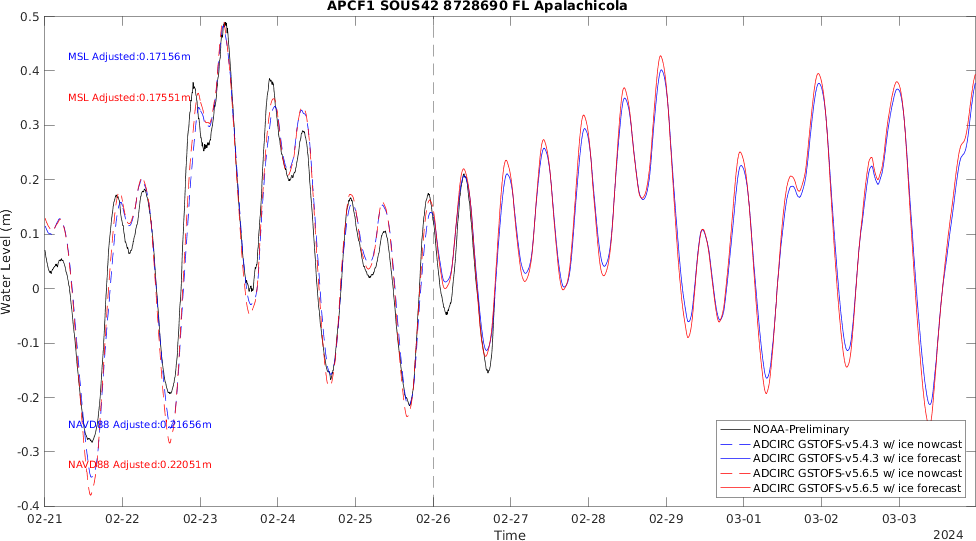 APCF1 SOUS42 8728690 FL Apalachicola
0.5
MSL Adjusted:0.17156m
0.4
MSL Adjusted:0.17551m
0.3
0.2
0.1
Water Level (m)
0
-0.1
-0.2
NAVD88 Adjusted:0.21656m
NOAA-Preliminary
-0.3
ADCIRC GSTOFS-v5.4.3 w/ ice nowcast
NAVD88 Adjusted:0.22051m
ADCIRC GSTOFS-v5.4.3 w/ ice forecast
ADCIRC GSTOFS-v5.6.5 w/ ice nowcast
ADCIRC GSTOFS-v5.6.5 w/ ice forecast
-0.4
02-21 02-22 02-23 02-24 02-25 02-26 02-27 02-28 02-29 03-01 03-02 03-03
Time
2024